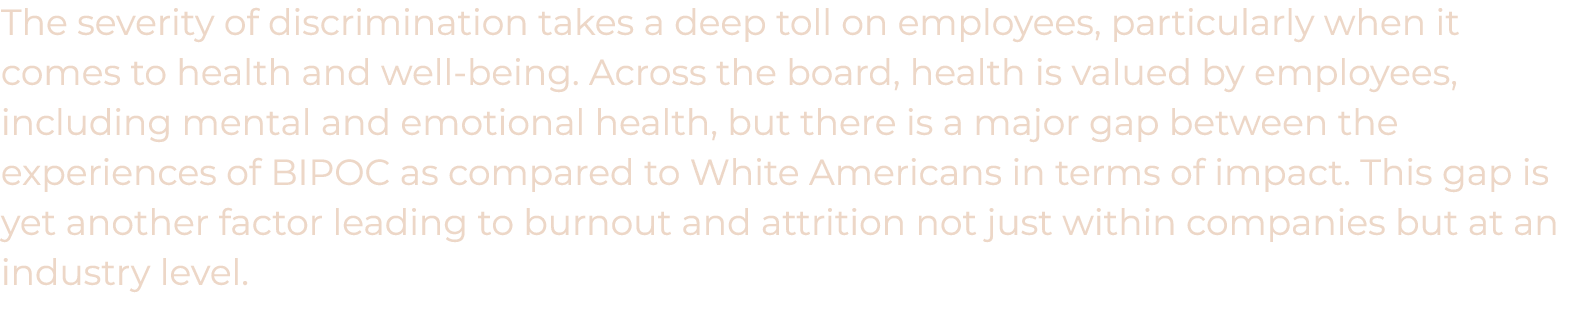 The severity of discrimination takes a deep toll on employees, particularly when it
comes to health and well-being. Across the board, health is valued by employees,
including mental and emotional health, but there is a major gap between the
experiences of BIPOC as compared to White Americans in terms of impact. This gap is
yet another factor leading to burnout and attrition not just within companies but at an
industry level.